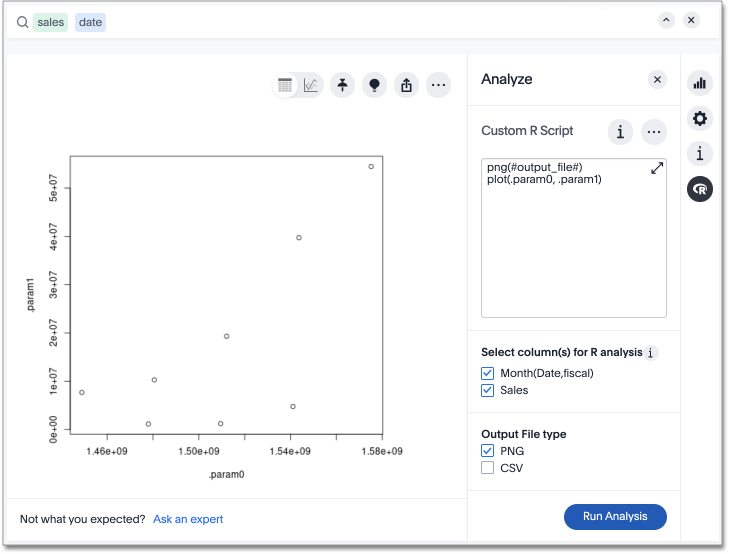 sales date
Analyze
Custom R Script
png(#output_file#)
plot(.param0, .param1)
5e+07
4e+07
3e+07
2e+07
1e+07
0e+00
.param1
1.46e+09 1.50e+09 1.54e+09 1.58e+09
.param0
Select column(s) for R analysis i
Month(Date,fiscal)
Sales
Output File type
PNG
CSV
Not what you expected? Ask an expert
Run Analysis